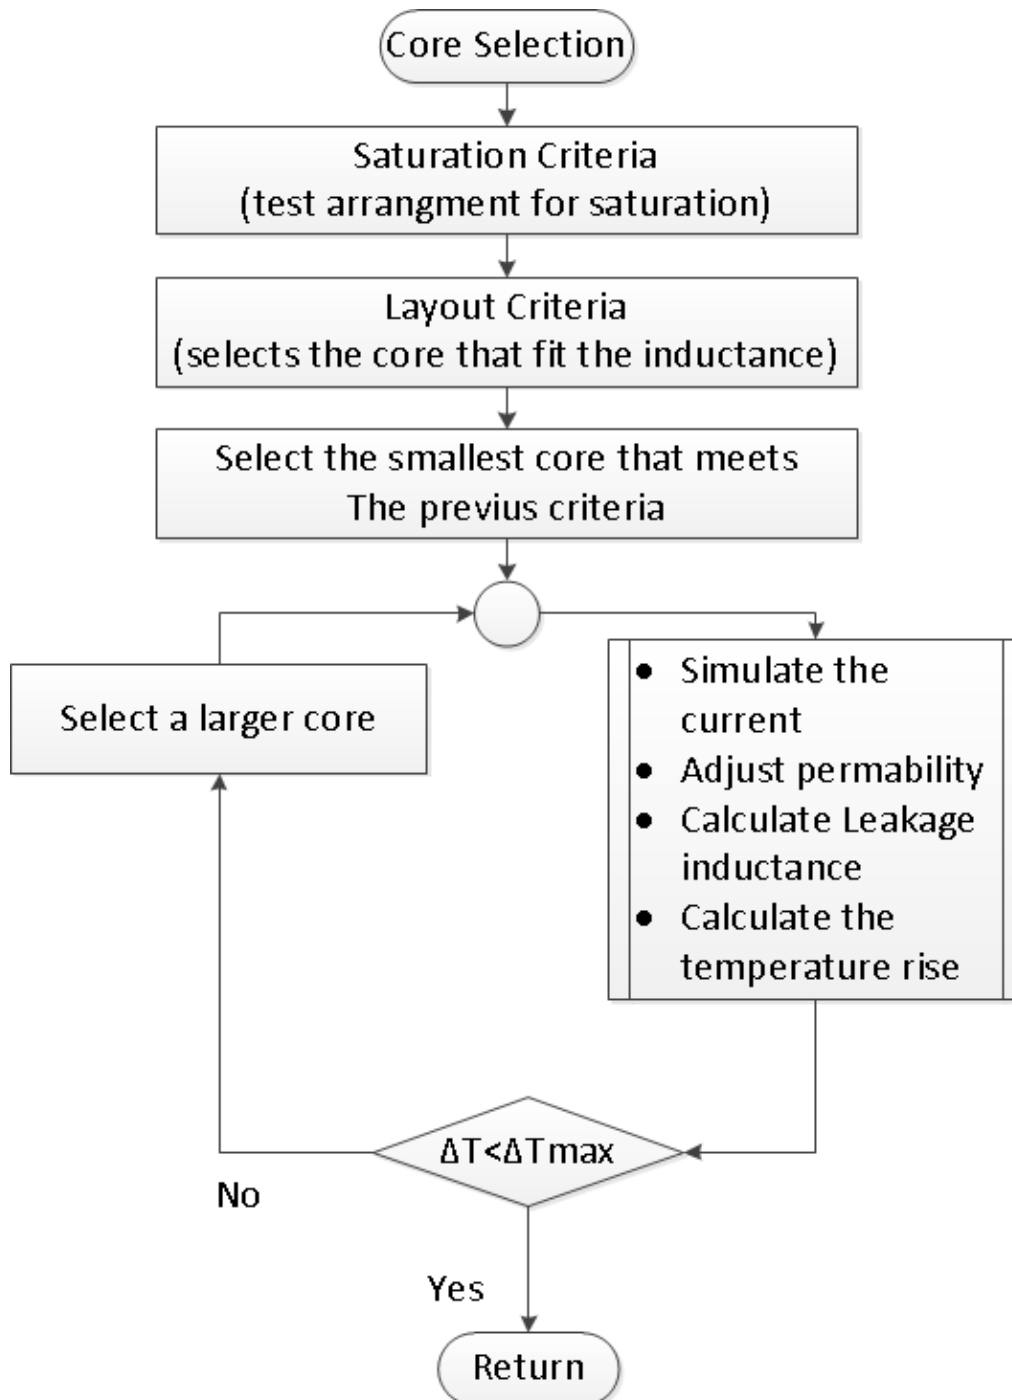 Core Selection
Saturation Criteria
(test arrangment for saturation)
Layout Criteria
(selects the core that fit the inductance)
Select the smallest core that meets
The previus criteria
Select a larger core
● Simulate the
current
● Adjust permability
● Calculate Leakage
inductance
● Calculate the
temperature rise
ΔT<ΔTmax
No
Yes
Return